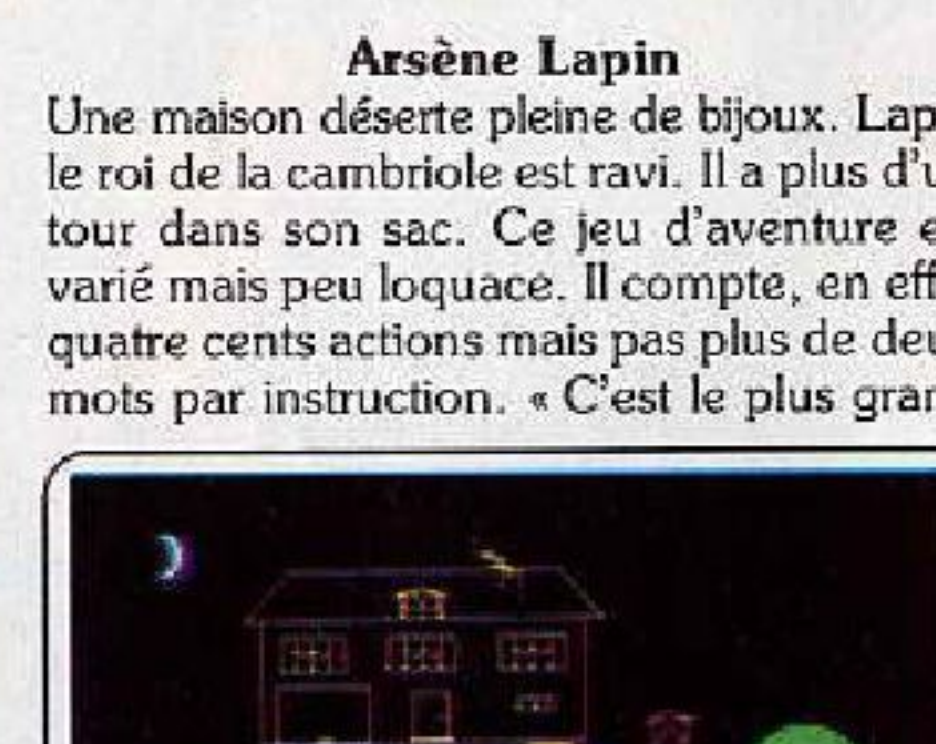 Arsène Lapin
Une maison déserte pleine de bijoux. Lap
le roi de la cambriole est ravi. Il a plus d'u
tour dans son sac. Ce jeu d'aventure e
varié mais peu loquace. Il compte, en eff
quatre cents actions mais pas plus de deu
mots par instruction. « C'est le plus gran